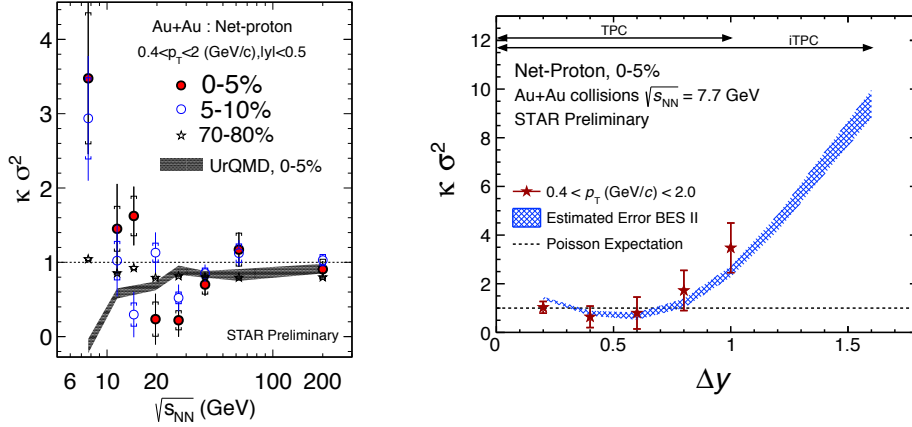 Au+Au : Net-proton
0.4<p_T<2 (GeV/c),|y|<0.5
0-5%
5-10%
70-80%
UrQMD, 0-5%
STAR Preliminary
κ σ²
4
3
2
1
0
6
10
20
100
200
√s_NN (GeV)
TPC
iTPC
Net-Proton, 0-5%
Au+Au collisions √s_NN = 7.7 GeV
STAR Preliminary
0.4 < p_T (GeV/c) < 2.0
Estimated Error BES II
Poisson Expectation
κ σ²
12
10
8
6
4
2
0
0.0
0.5
1.0
1.5
Δy